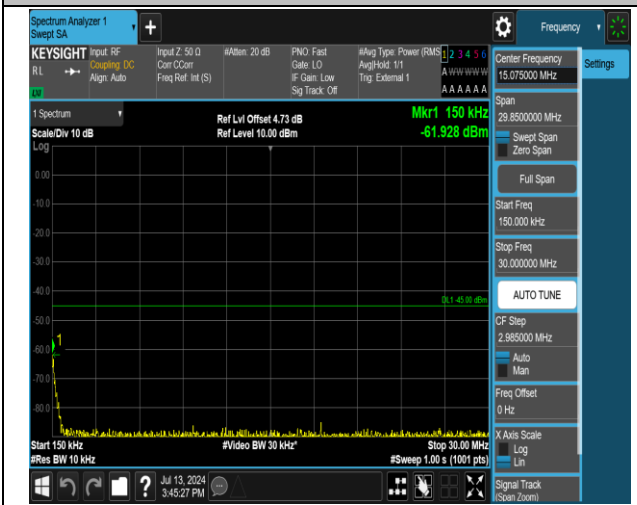 Spectrum Analyzer 1
Swept SA
Frequency
KEYSIGHT
RL
LXI
Input: RF
Coupling: DC
Align: Auto
Input Z: 50 Ω
Corr CCorr
Freq Ref: Int (S)
#Atten: 20 dB
PNO: Fast
Gate: LO
IF Gain: Low
Sig Track: Off
#Avg Type: Power (RMS
Avg|Hold: 1/1
Trig: External 1
1 2 3 4 5 6
A W W W W W
A A A A A A
1 Spectrum
Scale/Div 10 dB
Ref Lvl Offset 4.73 dB
Ref Level 10.00 dBm
Mkr1 150 kHz
-61.928 dBm
Log
0.00
-10.0
-20.0
-30.0
-40.0
-50.0
-60.0
-70.0
-80.0
DL1 -45.00 dBm
1
Start 150 kHz
#Res BW 10 kHz
#Video BW 30 kHz*
Stop 30.00 MHz
#Sweep 1.00 s (1001 pts)
Jul 13, 2024
3:45:27 PM
Center Frequency
15.075000 MHz
Span
29.8500000 MHz
Swept Span
Zero Span
Full Span
Start Freq
150.000 kHz
Stop Freq
30.000000 MHz
AUTO TUNE
CF Step
2.985000 MHz
Auto
Man
Freq Offset
0 Hz
X Axis Scale
Log
Lin
Signal Track
(Span Zoom)
Settings